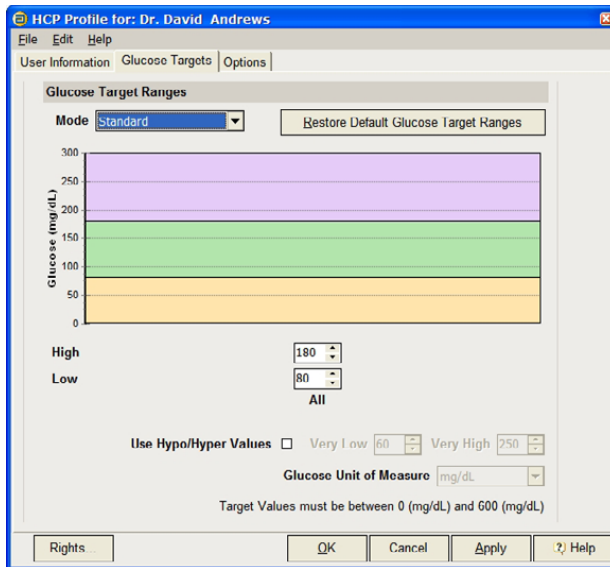 HCP Profile for: Dr. David Andrews
File Edit Help
User Information Glucose Targets Options
Glucose Target Ranges
Mode Standard Restore Default Glucose Target Ranges
Glucose (mg/dL)
300
250
200
150
100
50
0
High 180
Low 80
All
Use Hypo/Hyper Values Very Low 60 Very High 250
Glucose Unit of Measure mg/dL
Target Values must be between 0 (mg/dL) and 600 (mg/dL)
Rights... OK Cancel Apply ? Help